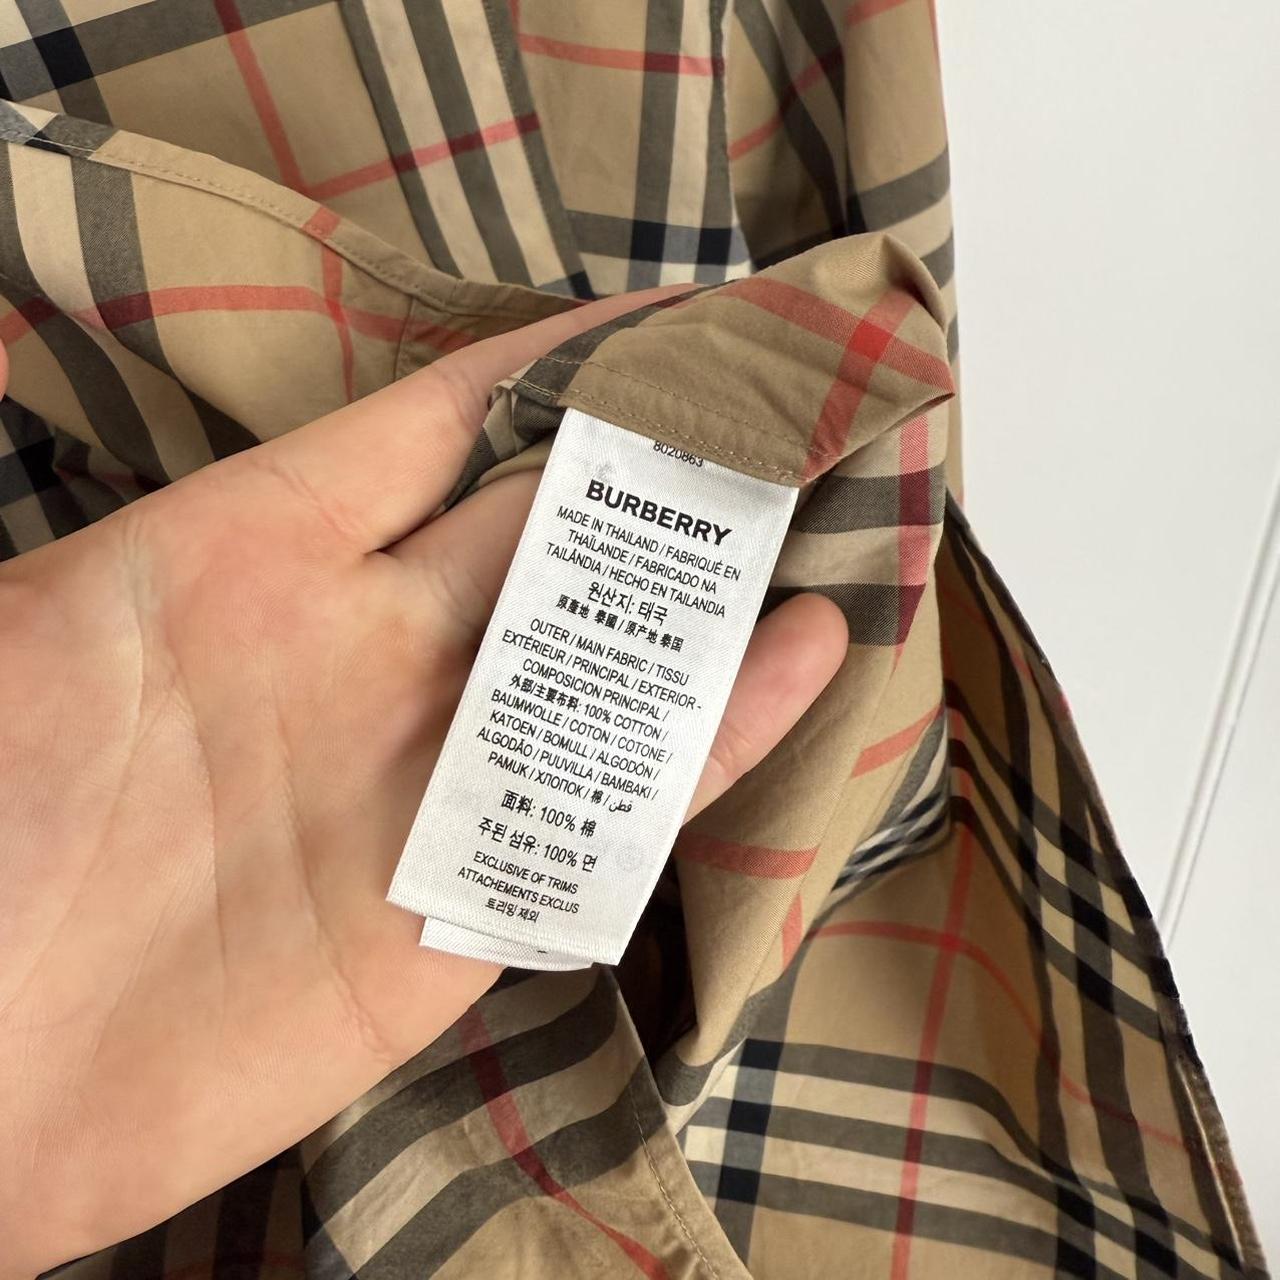 8020863
BURBERRY
MADE IN THAILAND / FABRIQUÉ EN
THAÏLANDE / FABRICADO NA
TAILÂNDIA / HECHO EN TAILANDIA
원산지: 태국
原產地 泰國 / 原产地 泰国
OUTER / MAIN FABRIC / TISSU
EXTÉRIEUR / PRINCIPAL / EXTERIOR -
COMPOSICION PRINCIPAL /
外部/主要布料: 100% COTTON /
BAUMWOLLE / COTON / COTONE /
KATOEN / BOMULL / ALGODÓN /
ALGODÃO / PUUVILLA / BAMBAKI /
PAMUK / ХЛОПОК / 棉 / قطن /
面料: 100% 棉
주된 섬유: 100% 면
EXCLUSIVE OF TRIMS
ATTACHEMENTS EXCLUS
트리밍 제외